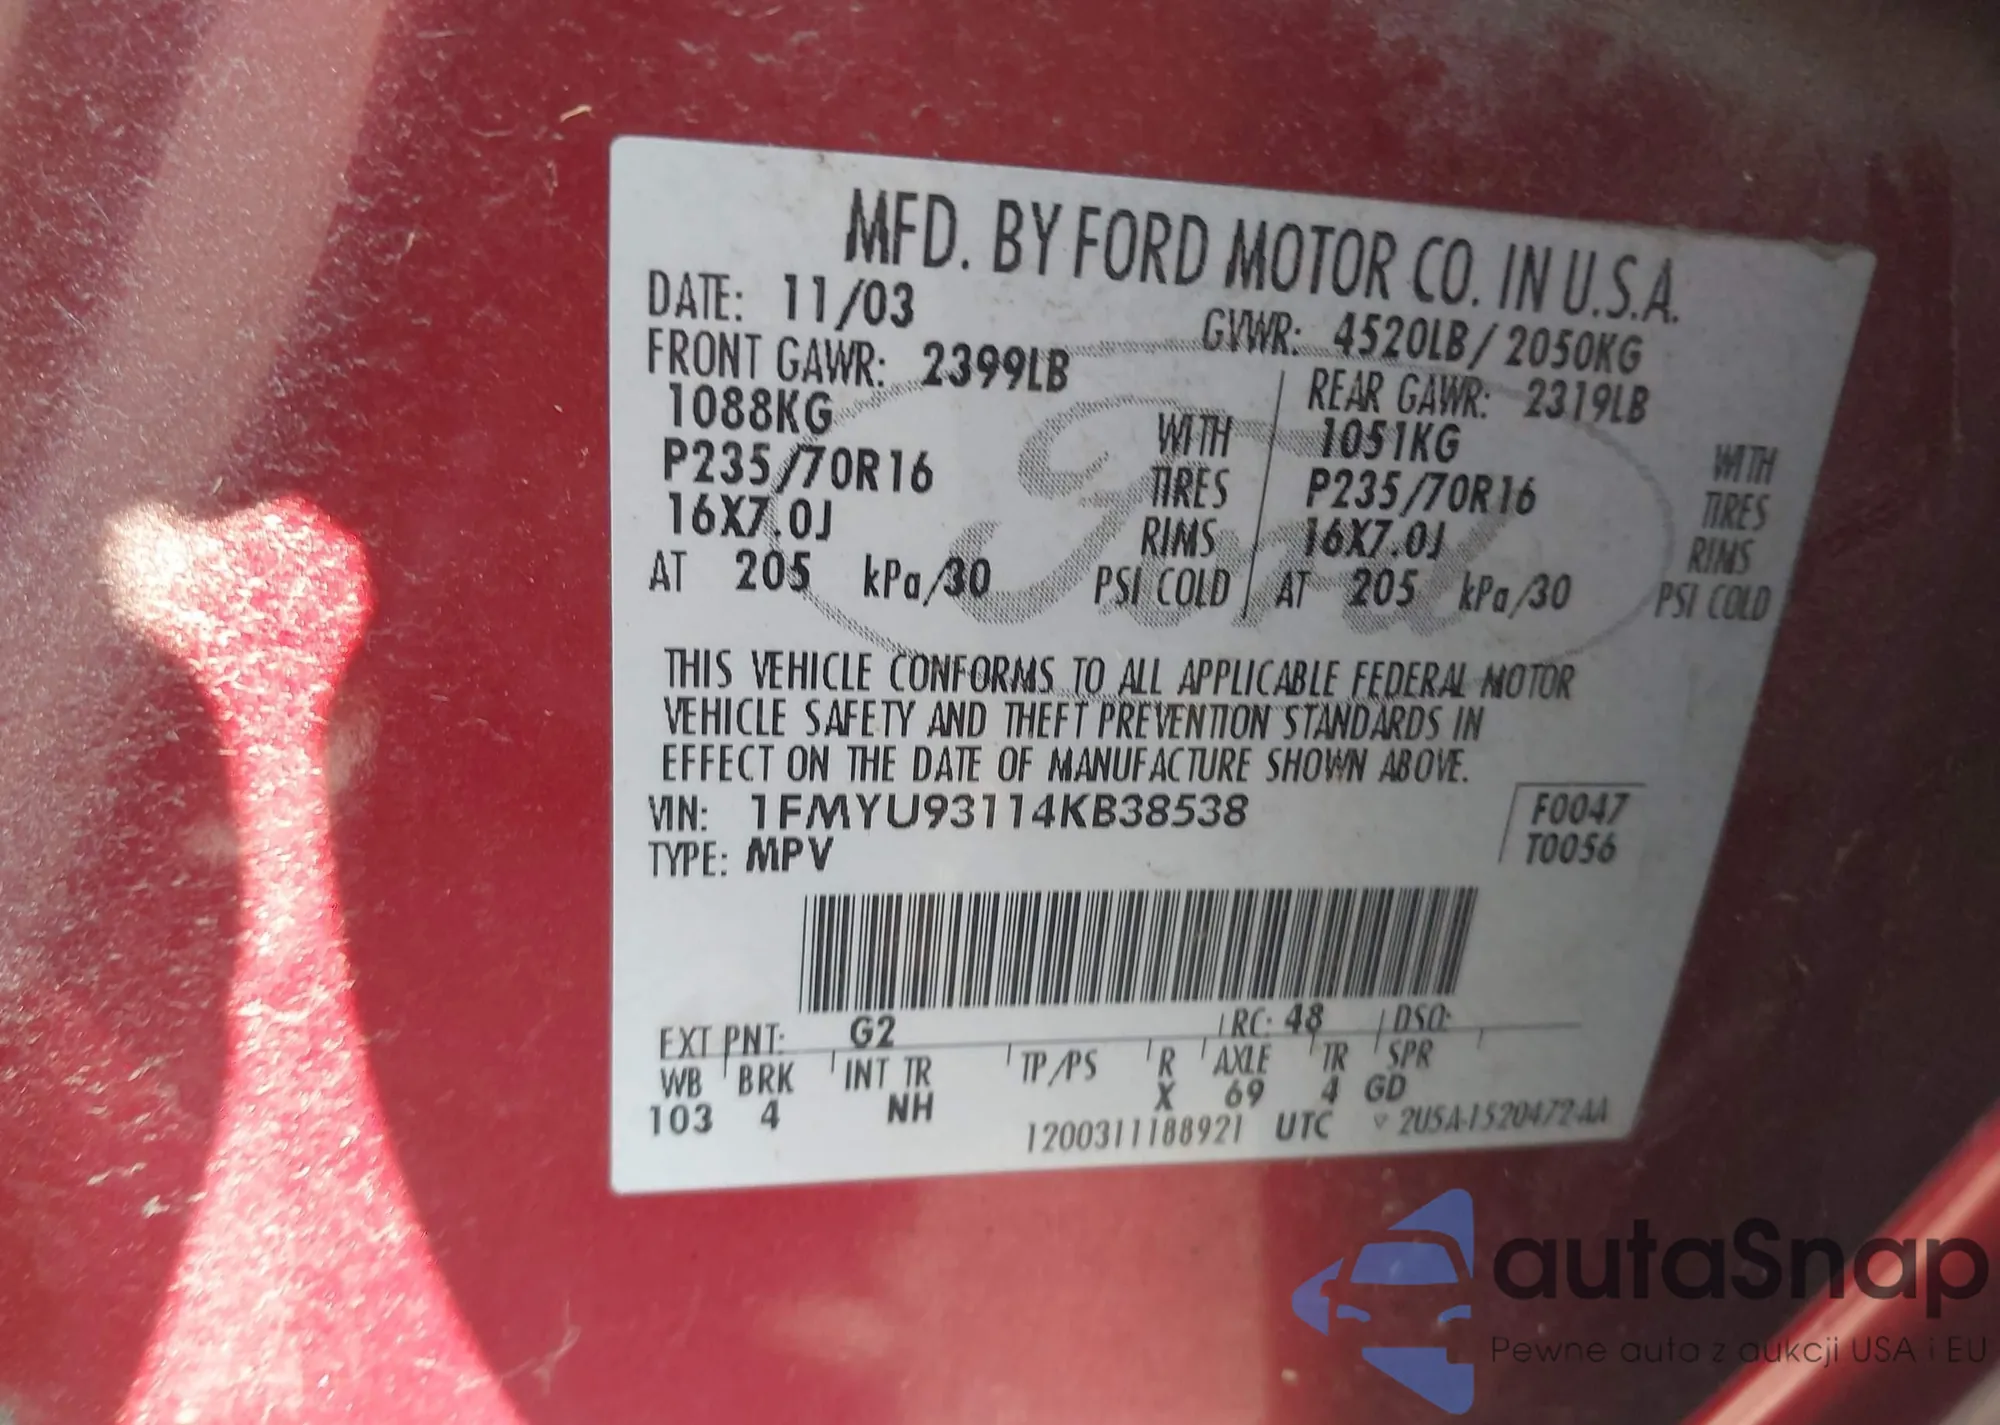 MFD. BY FORD MOTOR CO. IN U.S.A.
DATE: 11/03 GVWR: 4520LB / 2050KG
FRONT GAWR: 2399LB REAR GAWR: 2319LB
1088KG WITH 1051KG WITH
P235/70R16 TIRES P235/70R16 TIRES
16X7.0J RIMS 16X7.0J RIMS
AT 205 kPa/30 PSI COLD AT 205 kPa/30 PSI COLD
Ford
THIS VEHICLE CONFORMS TO ALL APPLICABLE FEDERAL MOTOR
VEHICLE SAFETY AND THEFT PREVENTION STANDARDS IN
EFFECT ON THE DATE OF MANUFACTURE SHOWN ABOVE.
VIN: 1FMYU93114KB38538 F0047
TYPE: MPV T0056
EXT PNT: G2 RC: 48 DSO:
WB BRK INT TR TP/PS R AXLE TR SPR
103 4 NH X 69 4 GD
1200311188921 UTC ▽ 2U5A-1520472-AA
autaSnap
Pewne auta z aukcji USA i EU